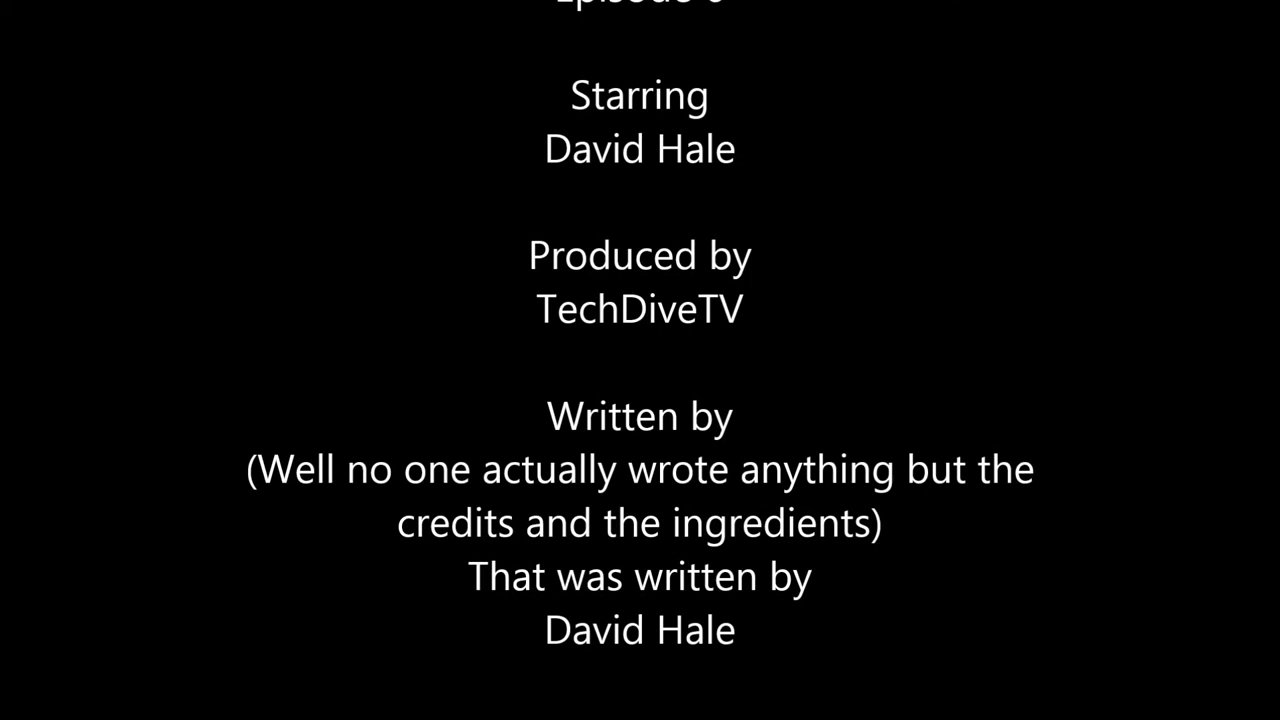 Episode
Starring
David Hale
Produced by
TechDiveTV
Written by
(Well no one actually wrote anything but the
credits and the ingredients)
That was written by
David Hale